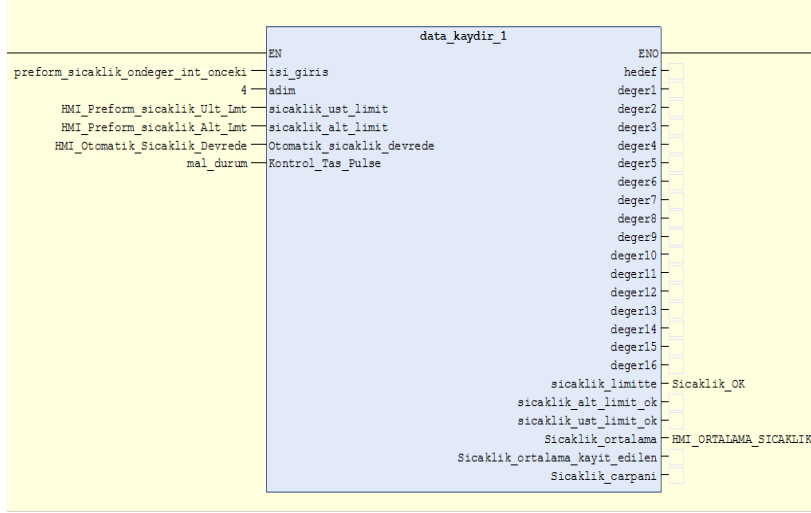 data_kaydir_1
EN ENO
preform_sicaklik_ondeger_int_onceki isi_giris hedef
4 adim deger1
HMI_Preform_sicaklik_Ult_Lmt sicaklik_ust_limit deger2
HMI_Preform_sicaklik_Alt_Lmt sicaklik_alt_limit deger3
HMI_Otomatik_Sicaklik_Devrede Otomatik_sicaklik_devrede deger4
mal_durum Kontrol_Tas_Pulse deger5
deger6
deger7
deger8
deger9
deger10
deger11
deger12
deger13
deger14
deger15
deger16
sicaklik_limitte Sicaklik_OK
sicaklik_alt_limit_ok
sicaklik_ust_limit_ok
Sicaklik_ortalama HMI_ORTALAMA_SICAKLIK
Sicaklik_ortalama_kayit_edilen
Sicaklik_carpani